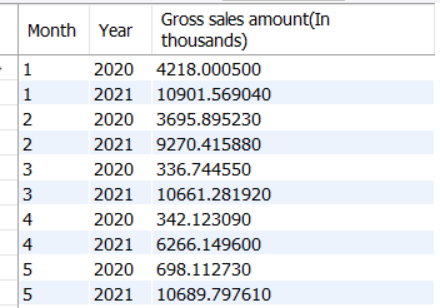 Month Year Gross sales amount(In
thousands)
1 2020 4218.000500
1 2021 10901.569040
2 2020 3695.895230
2 2021 9270.415880
3 2020 336.744550
3 2021 10661.281920
4 2020 342.123090
4 2021 6266.149600
5 2020 698.112730
5 2021 10689.797610